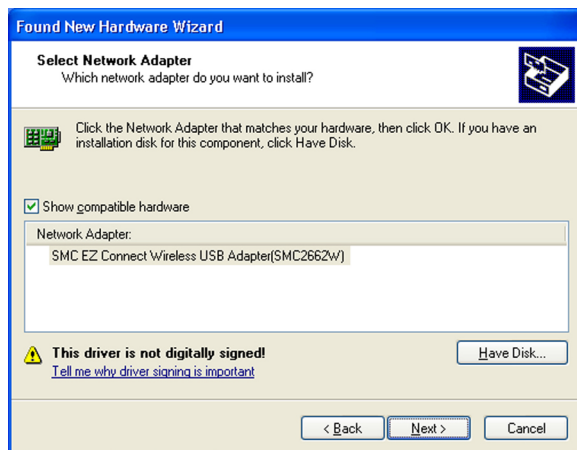 Found New Hardware Wizard
Select Network Adapter
Which network adapter do you want to install?
Click the Network Adapter that matches your hardware, then click OK. If you have an
installation disk for this component, click Have Disk.
Show compatible hardware
Network Adapter:
SMC EZ Connect Wireless USB Adapter(SMC2662W)
This driver is not digitally signed!
Tell me why driver signing is important
Have Disk...
< Back
Next >
Cancel